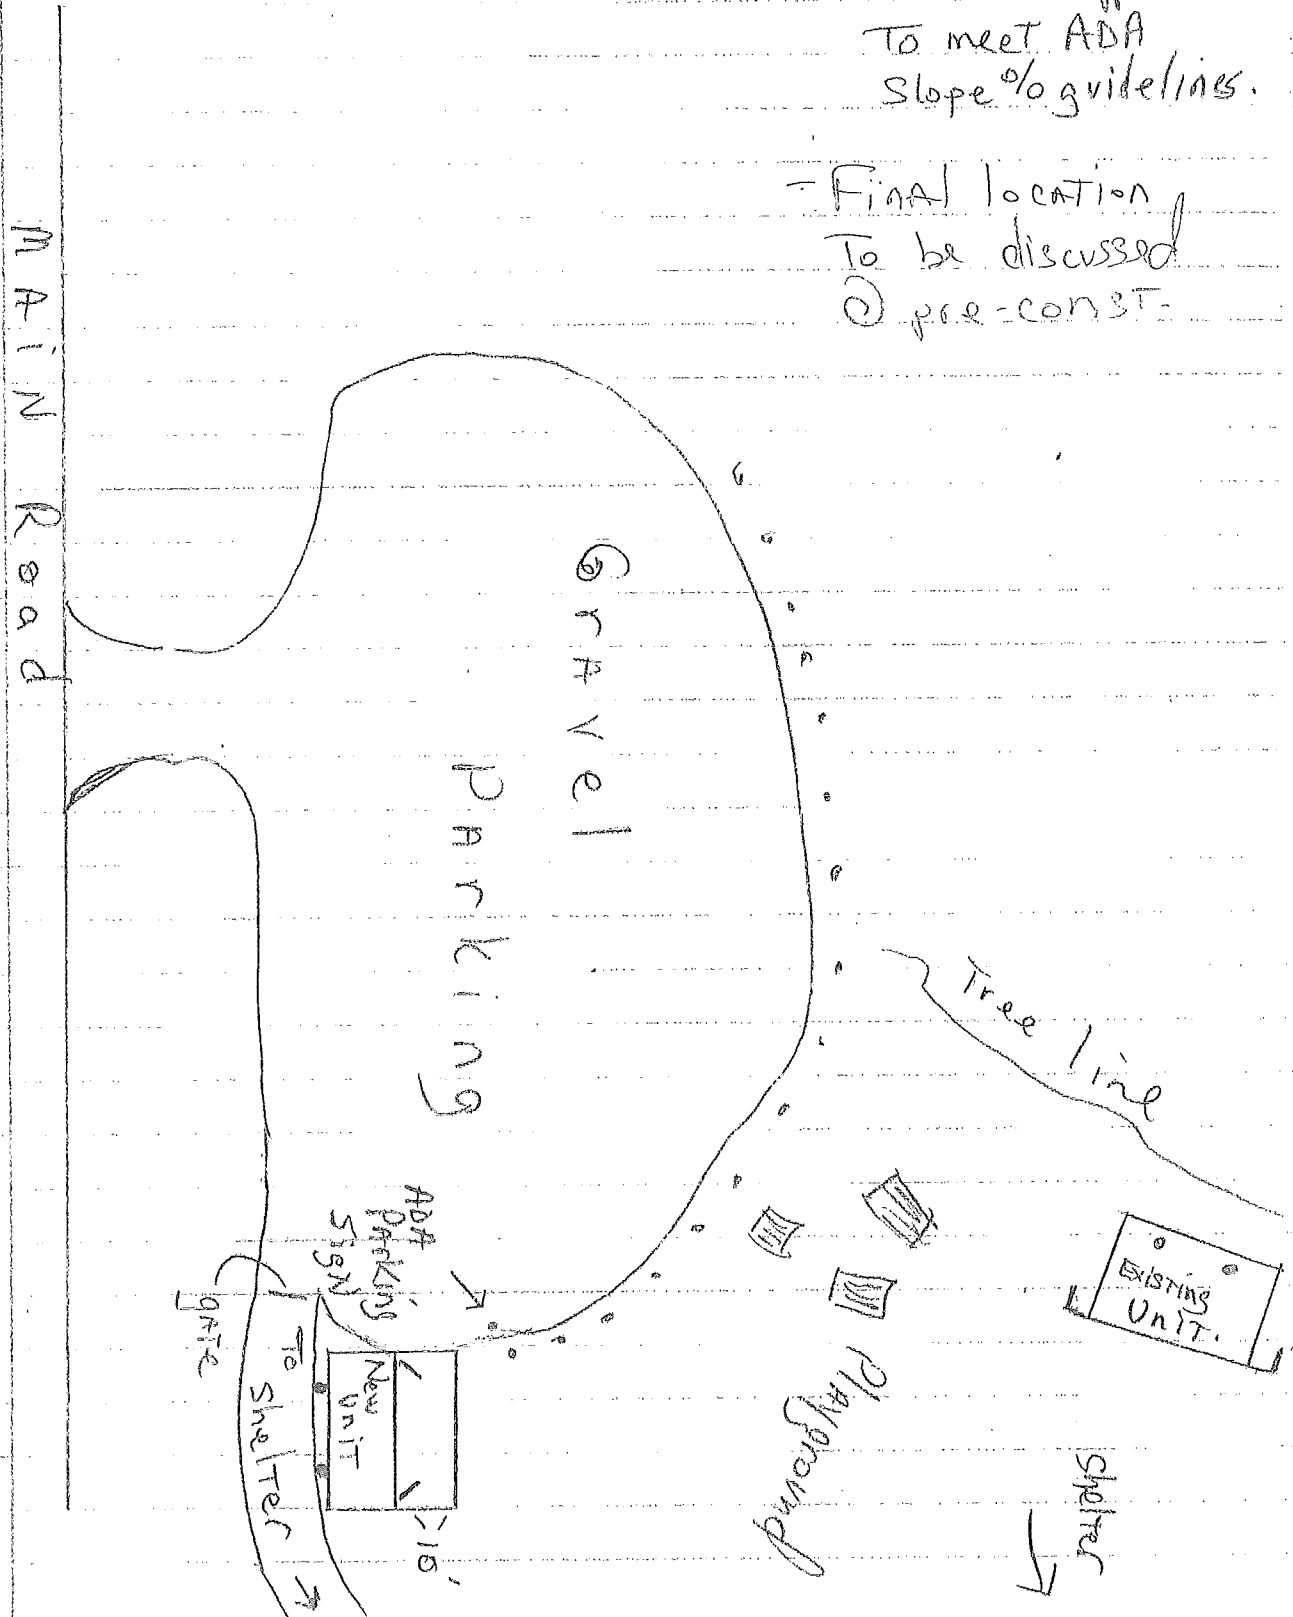 To meet ADA
Slope % guidelines.
- Final location
To be discussed
@ pre-const.
MAIN Road
Gravel
Parking
Tree line
ADA
Parking
Sign
gate
To
Shelter
New
Unit
10'
Existing
Unit.
Playground
Shelter